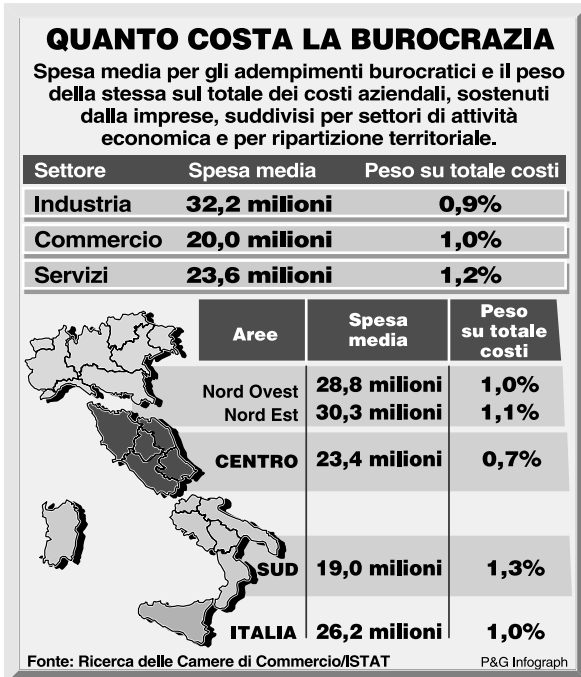 QUANTO COSTA LA BUROCRAZIA
Spesa media per gli adempimenti burocratici e il peso
della stessa sul totale dei costi aziendali, sostenuti
dalla imprese, suddivisi per settori di attività
economica e per ripartizione territoriale.
Settore Spesa media Peso su totale costi
Industria 32,2 milioni 0,9%
Commercio 20,0 milioni 1,0%
Servizi 23,6 milioni 1,2%
Aree Spesa media Peso su totale costi
Nord Ovest 28,8 milioni 1,0%
Nord Est 30,3 milioni 1,1%
CENTRO 23,4 milioni 0,7%
SUD 19,0 milioni 1,3%
ITALIA 26,2 milioni 1,0%
Fonte: Ricerca delle Camere di Commercio/ISTAT P&G Infograph